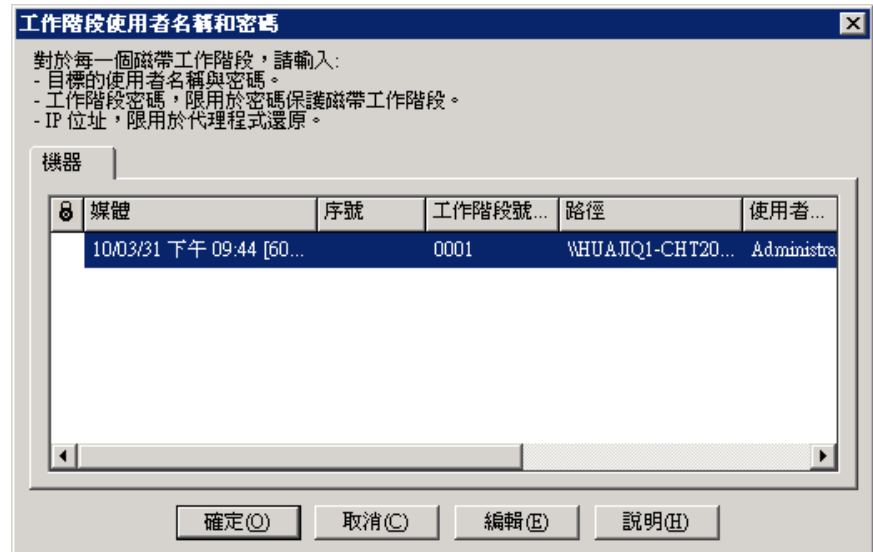 工作階段使用者名稱和密碼
對於每一個磁帶工作階段，請輸入:
- 目標的使用者名稱與密碼。
- 工作階段密碼，限用於密碼保護磁帶工作階段。
- IP 位址，限用於代理程式還原。
機器
媒體 序號 工作階段號... 路徑 使用者...
10/03/31 下午 09:44 [60... 0001 \\HUAJIQ1-CHT20... Administra
確定(O) 取消(C) 編輯(E) 說明(H)